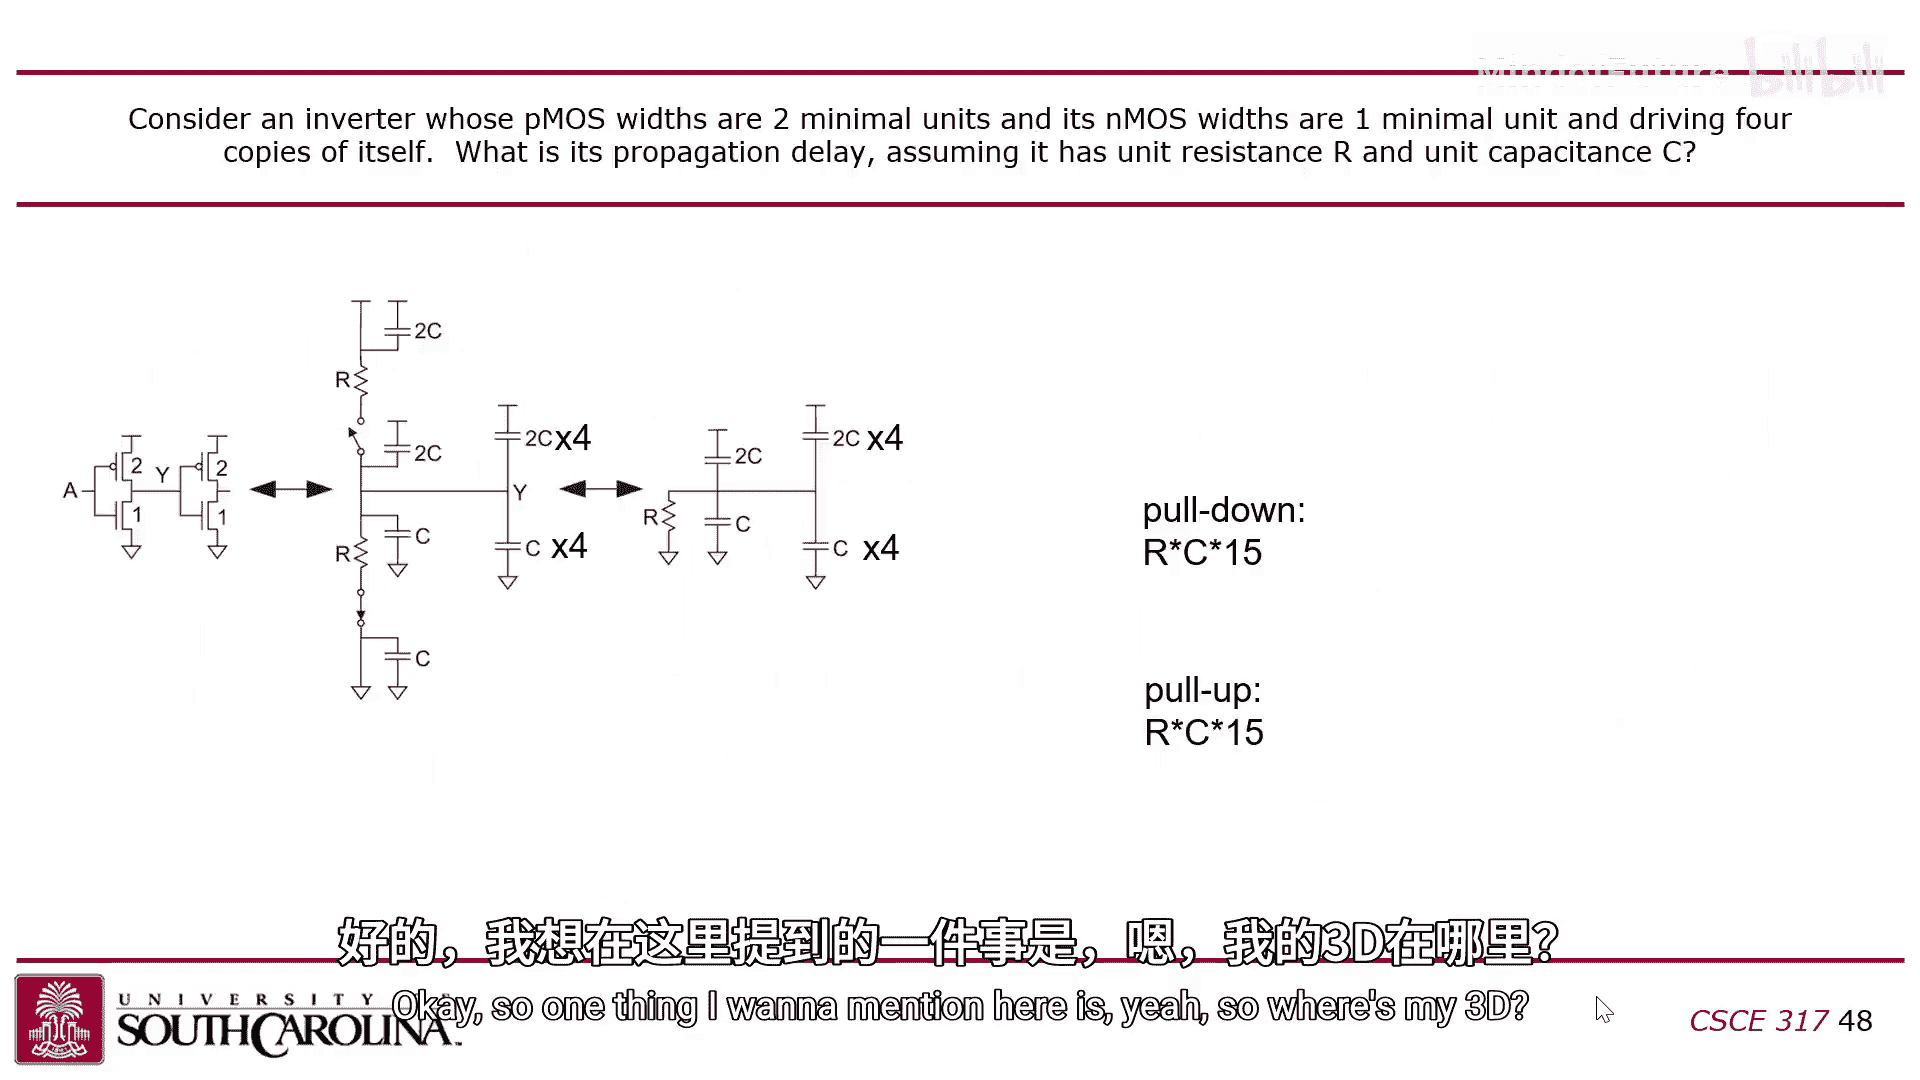 Consider an inverter whose pMOS widths are 2 minimal units and its nMOS widths are 1 minimal unit and driving four
copies of itself. What is its propagation delay, assuming it has unit resistance R and unit capacitance C?
2C
R
2C x4
2C x4
2C
2C
2
Y
2
A
Y
1
1
R
C
R
C
C x4
C x4
C
pull-down:
R*C*15
pull-up:
R*C*15
好的，我想在这里提到的一件事是，嗯，我的3D在哪里？
Okay, so one thing I wanna mention here is, yeah, so where's my 3D?
UNIVERSITY
SOUTH CAROLINA
CSCE 317 48
bilibili